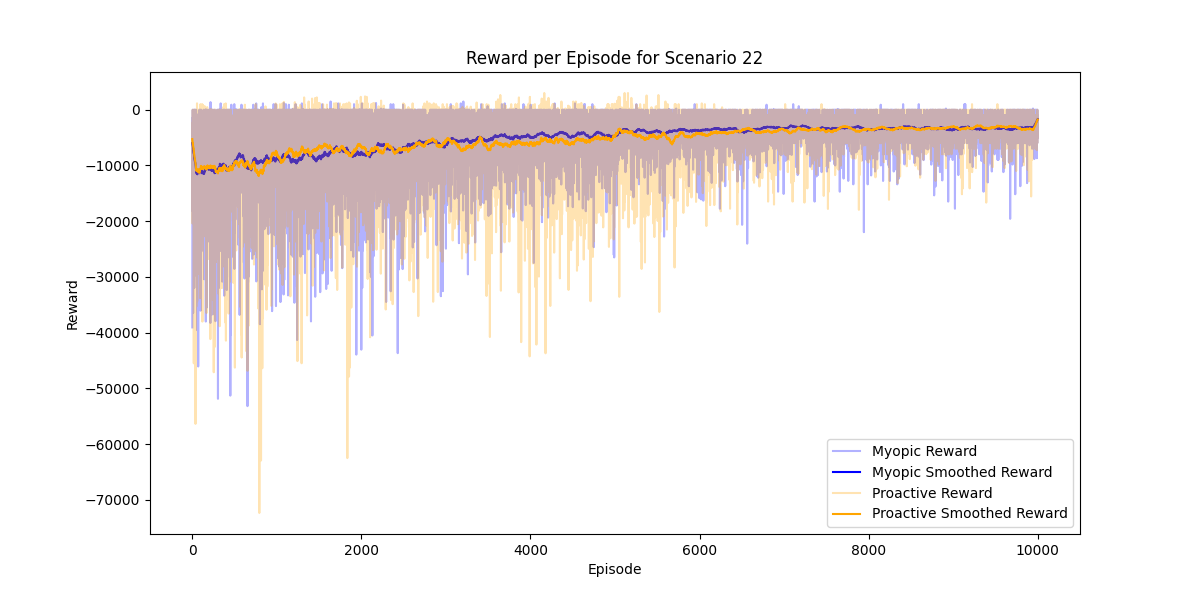 Reward per Episode for Scenario 22
0
−10000
−20000
−30000
−40000
−50000
−60000
−70000
Reward
0
2000
4000
6000
8000
10000
Episode
Myopic Reward
Myopic Smoothed Reward
Proactive Reward
Proactive Smoothed Reward